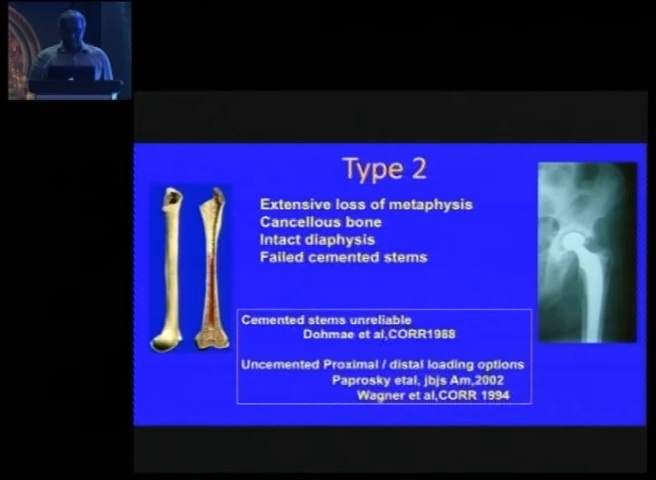 Type 2
Extensive loss of metaphysis
Cancellous bone
Intact diaphysis
Failed cemented stems
Cemented stems unreliable
Dohmae et al,CORR1988
Uncemented Proximal / distal loading options
Paprosky etal, jbjs Am,2002
Wagner et al,CORR 1994